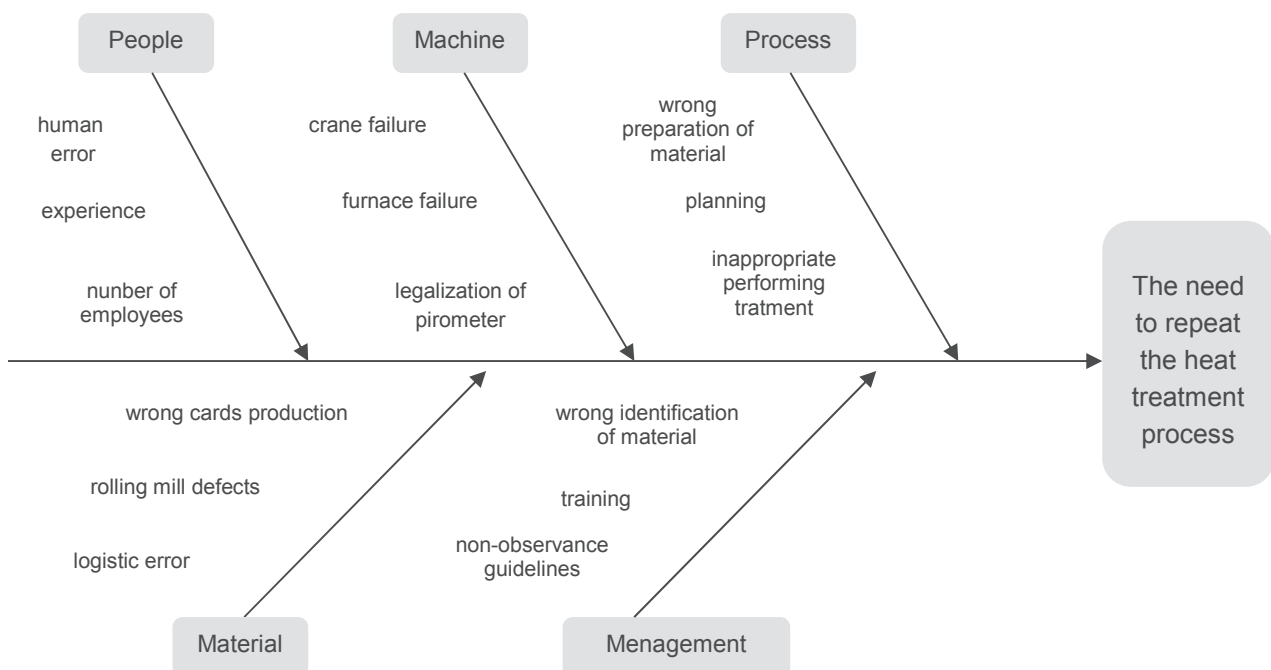 People
Machine
Process
human
error
experience
nunber of
employees
crane failure
furnace failure
legalization of
pirometer
wrong
preparation of
material
planning
inappropriate
performing
tratment
The need
to repeat
the heat
treatment
process
wrong cards production
rolling mill defects
logistic error
wrong identification
of material
training
non-observance
guidelines
Material
Menagement